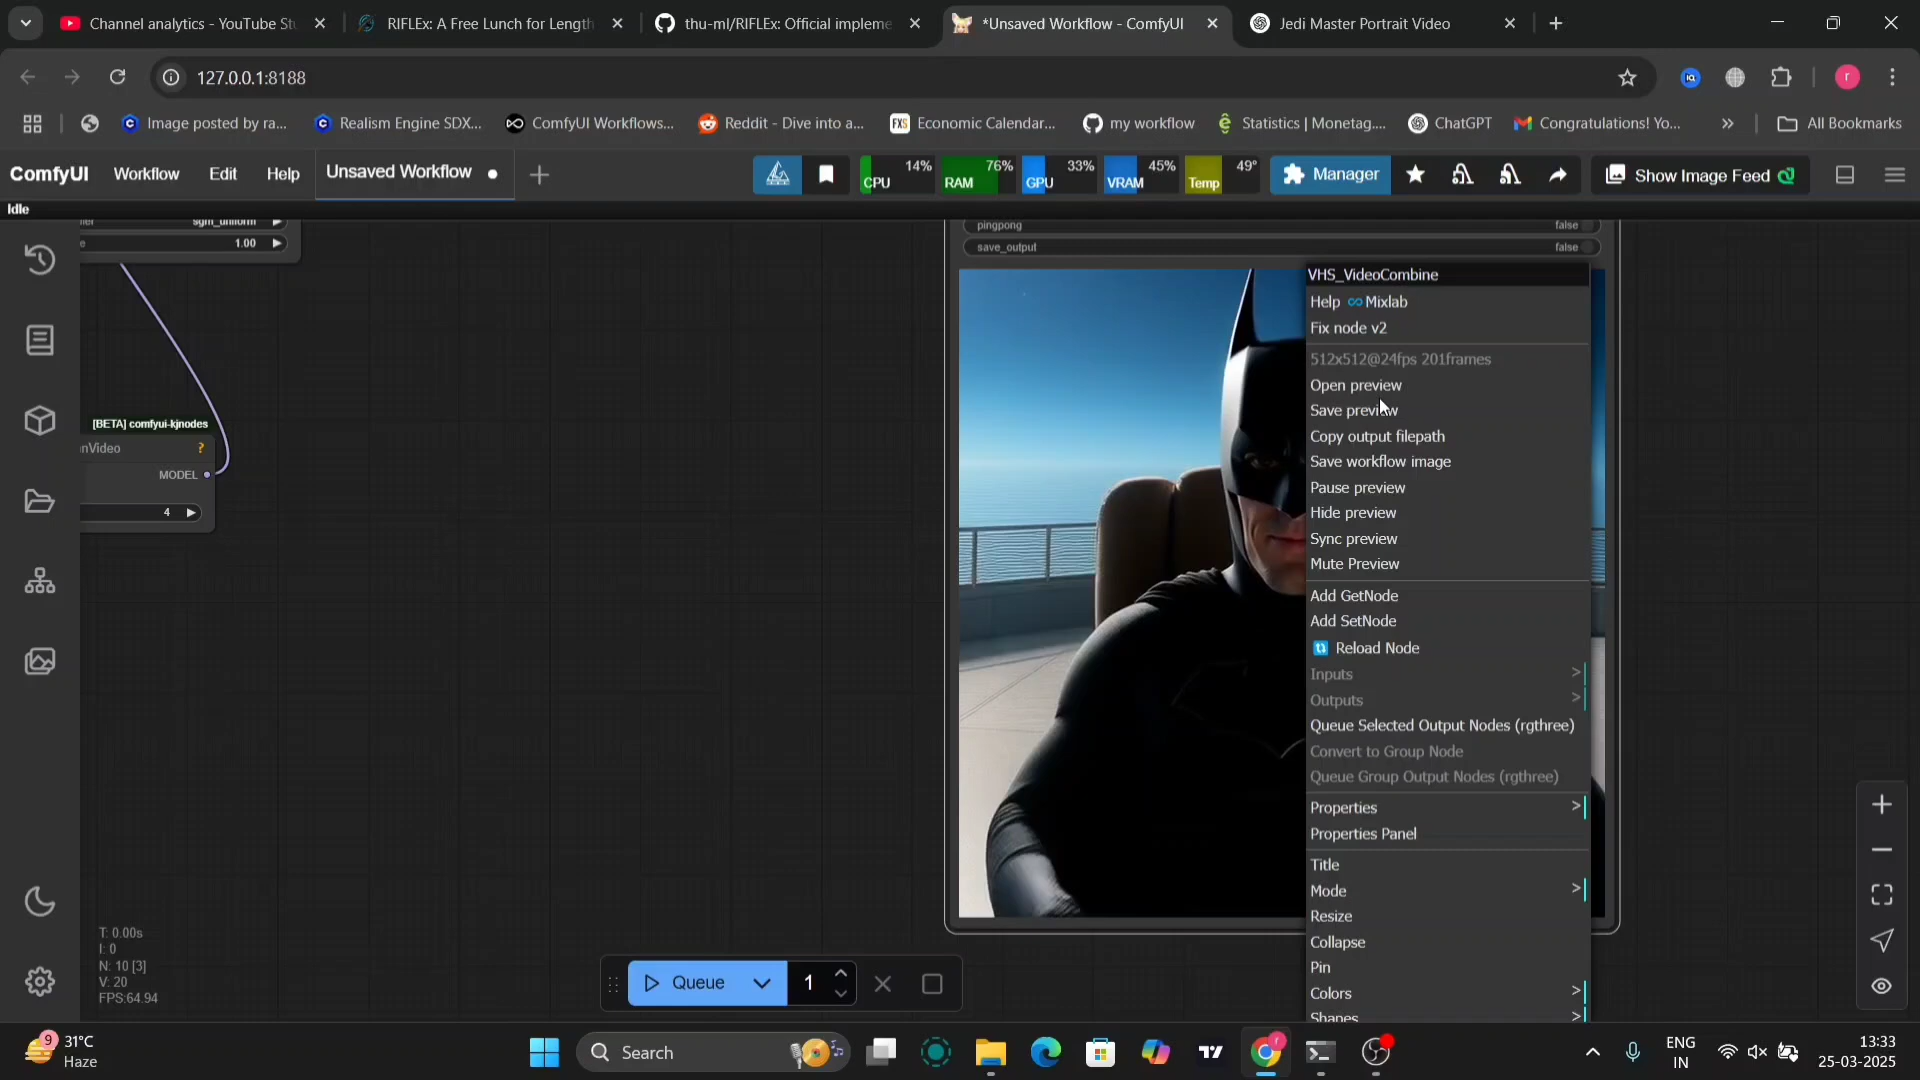 Channel analytics - YouTube Stu
RIFLEx: A Free Lunch for Length
thu-ml/RIFLEx: Official impleme
*Unsaved Workflow - ComfyUI
Jedi Master Portrait Video
127.0.0.1:8188
r
Image posted by ra...
Realism Engine SDX...
ComfyUI Workflows...
Reddit - Dive into a...
FXS
Economic Calendar...
my workflow
Statistics | Monetag....
ChatGPT
Congratulations! Yo...
»
All Bookmarks
ComfyUI
Workflow
Edit
Help
Unsaved Workflow
CPU
14%
RAM
76%
GPU
33%
VRAM
45%
Temp
49°
Manager
Show Image Feed
Idle
sgm_uniform
1.00
[BETA] comfyui-kjnodes
nVideo
?
MODEL
4
pingpong
false
save_output
false
VHS_VideoCombine
Help ∞ Mixlab
Fix node v2
512x512@24fps 201frames
Open preview
Save preview
Copy output filepath
Save workflow image
Pause preview
Hide preview
Sync preview
Mute Preview
Add GetNode
Add SetNode
Reload Node
Inputs >
Outputs >
Queue Selected Output Nodes (rgthree)
Convert to Group Node
Queue Group Output Nodes (rgthree)
Properties >
Properties Panel
Title
Mode >
Resize
Collapse
Pin
Colors >
Shapes >
T: 0.00s
I: 0
N: 10 [3]
V: 20
FPS:64.94
Queue
1
9
31°C
Haze
Search
ENG
IN
13:33
25-03-2025